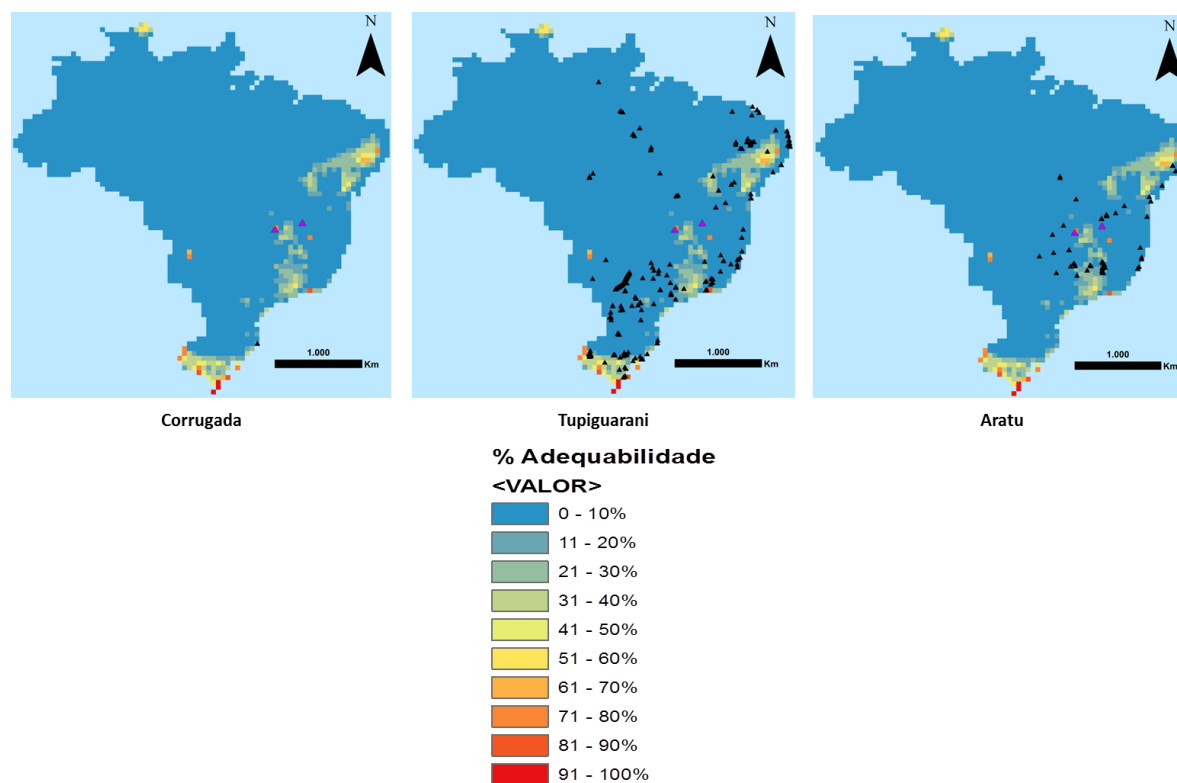 N
N
N
1.000
Km
1.000
Km
1.000
Km
Corrugada
Tupiguarani
Aratu
% Adequabilidade
<VALOR>
0 - 10%
11 - 20%
21 - 30%
31 - 40%
41 - 50%
51 - 60%
61 - 70%
71 - 80%
81 - 90%
91 - 100%